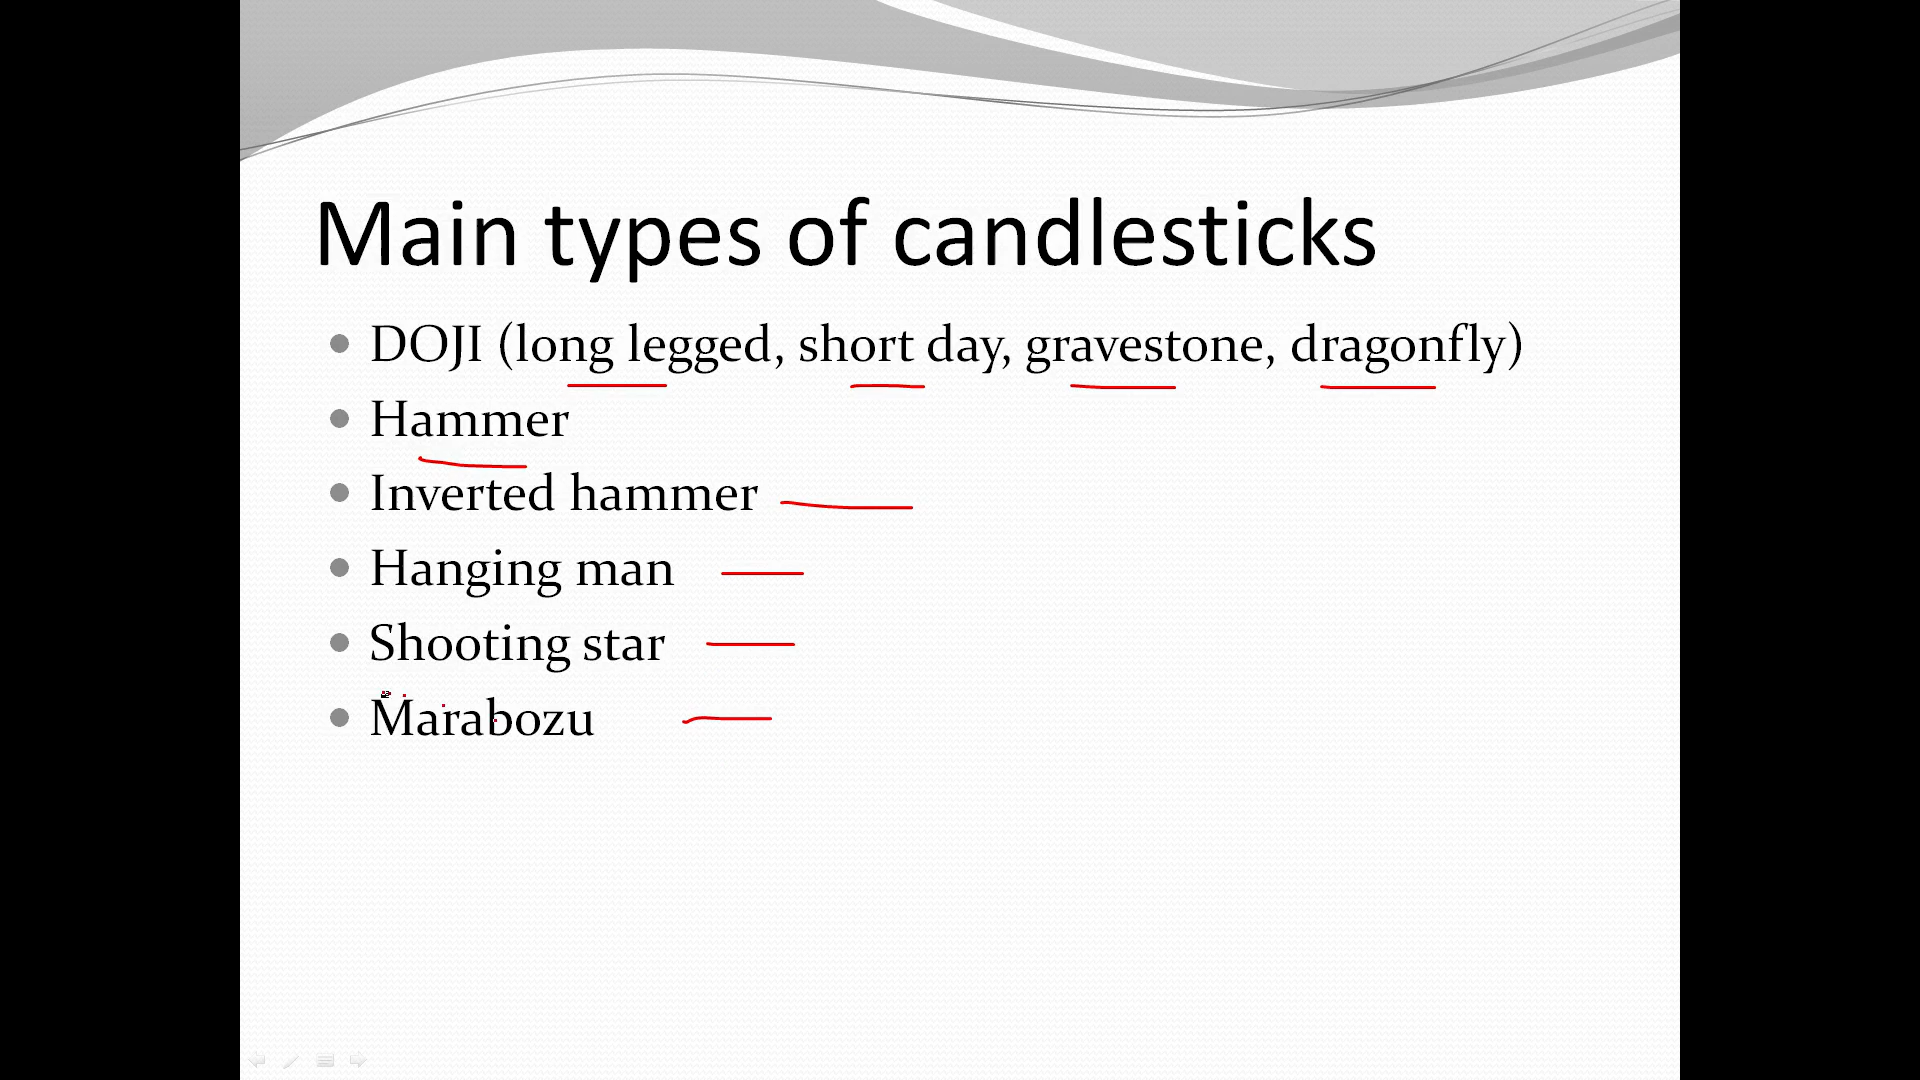 Main types of candlesticks
DOJI (long legged, short day, gravestone, dragonfly)
Hammer
Inverted hammer
Hanging man
Shooting star
Marabozu